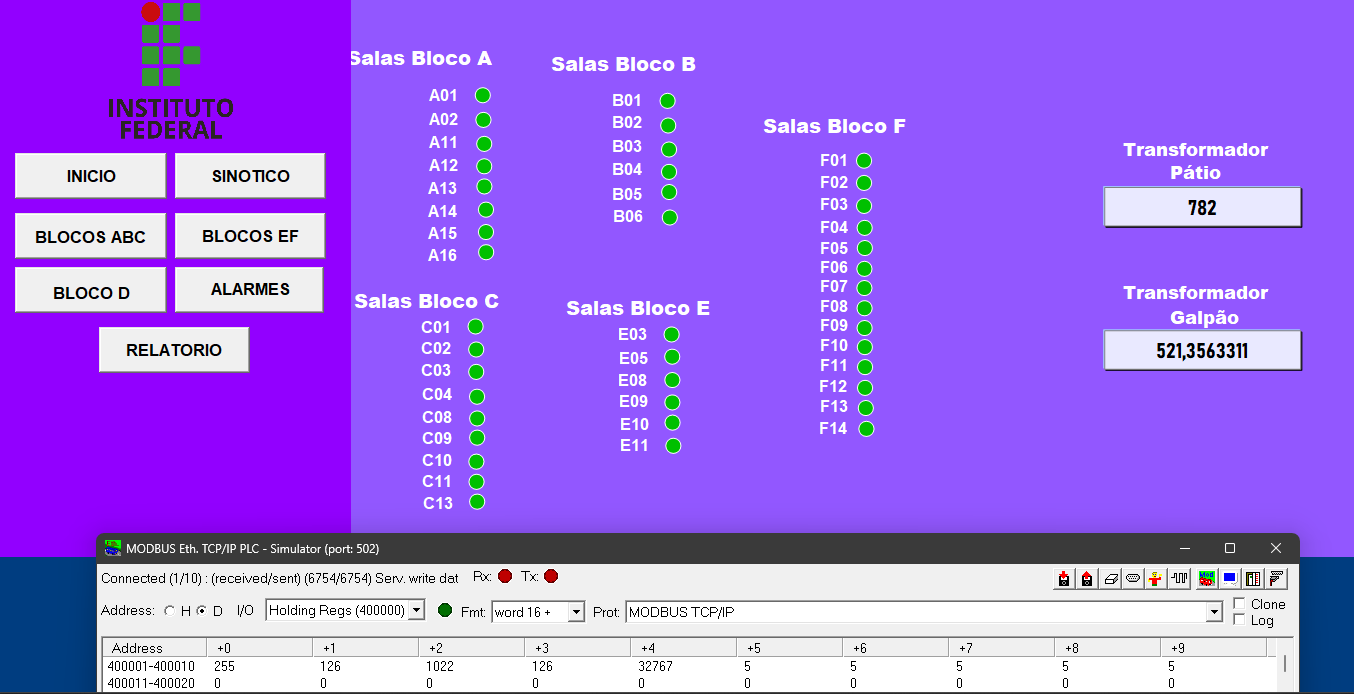 INSTITUTO
FEDERAL
INICIO
SINOTICO
BLOCOS ABC
BLOCOS EF
BLOCO D
ALARMES
RELATORIO
Salas Bloco A
A01
A02
A11
A12
A13
A14
A15
A16
Salas Bloco B
B01
B02
B03
B04
B05
B06
Salas Bloco C
C01
C02
C03
C04
C08
C09
C10
C11
C13
Salas Bloco E
E03
E05
E08
E09
E10
E11
Salas Bloco F
F01
F02
F03
F04
F05
F06
F07
F08
F09
F10
F11
F12
F13
F14
Transformador
Pátio
782
Transformador
Galpão
521,3563311
MODBUS Eth. TCP/IP PLC - Simulator (port: 502)
Connected (1/10) : (received/sent) (6754/6754) Serv. write dat Rx: Tx:
Address: H D I/O Holding Regs (400000) Fmt: word 16 + Prot: MODBUS TCP/IP Clone
Log
Address +0 +1 +2 +3 +4 +5 +6 +7 +8 +9
400001-400010 255 126 1022 126 32767 5 5 5 5 5
400011-400020 0 0 0 0 0 0 0 0 0 0